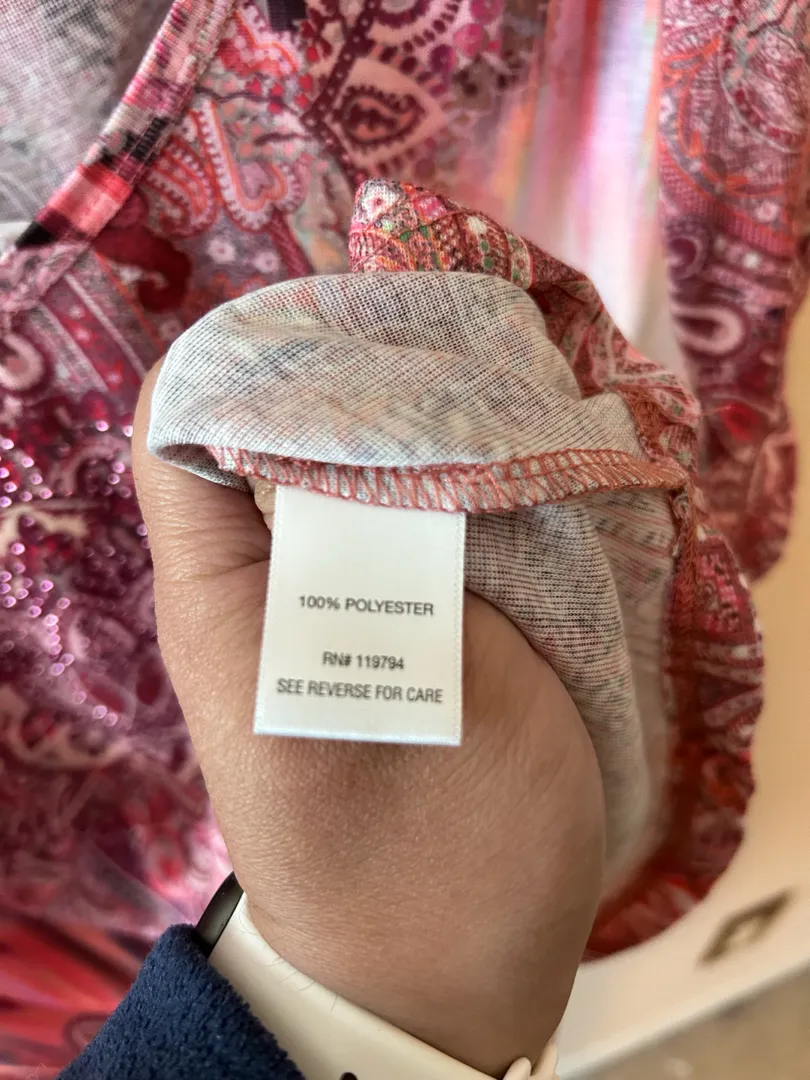 100% POLYESTER
RN# 119794
SEE REVERSE FOR CARE